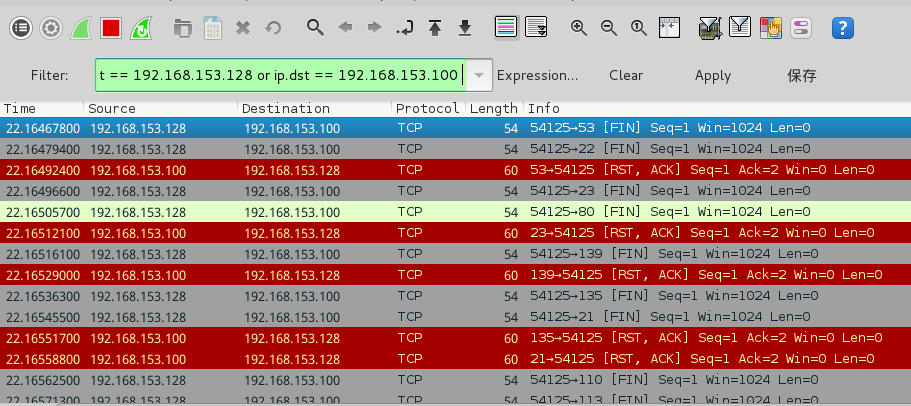 Filter: t == 192.168.153.128 or ip.dst == 192.168.153.100 Expression... Clear Apply 保存
Time Source Destination Protocol Length Info
22.16467800 192.168.153.128 192.168.153.100 TCP 54 54125→53 [FIN] Seq=1 Win=1024 Len=0
22.16479400 192.168.153.128 192.168.153.100 TCP 54 54125→22 [FIN] Seq=1 Win=1024 Len=0
22.16492400 192.168.153.100 192.168.153.128 TCP 60 53→54125 [RST, ACK] Seq=1 Ack=2 Win=0 Len=0
22.16496600 192.168.153.128 192.168.153.100 TCP 54 54125→23 [FIN] Seq=1 Win=1024 Len=0
22.16505700 192.168.153.128 192.168.153.100 TCP 54 54125→80 [FIN] Seq=1 Win=1024 Len=0
22.16512100 192.168.153.100 192.168.153.128 TCP 60 23→54125 [RST, ACK] Seq=1 Ack=2 Win=0 Len=0
22.16516100 192.168.153.128 192.168.153.100 TCP 54 54125→139 [FIN] Seq=1 Win=1024 Len=0
22.16529000 192.168.153.100 192.168.153.128 TCP 60 139→54125 [RST, ACK] Seq=1 Ack=2 Win=0 Len=0
22.16536300 192.168.153.128 192.168.153.100 TCP 54 54125→135 [FIN] Seq=1 Win=1024 Len=0
22.16545500 192.168.153.128 192.168.153.100 TCP 54 54125→21 [FIN] Seq=1 Win=1024 Len=0
22.16551700 192.168.153.100 192.168.153.128 TCP 60 135→54125 [RST, ACK] Seq=1 Ack=2 Win=0 Len=0
22.16558800 192.168.153.100 192.168.153.128 TCP 60 21→54125 [RST, ACK] Seq=1 Ack=2 Win=0 Len=0
22.16562500 192.168.153.128 192.168.153.100 TCP 54 54125→110 [FIN] Seq=1 Win=1024 Len=0
22.16571300 192.168.153.128 192.168.153.100 TCP 54 54125→113 [FIN] Seq=1 Win=1024 Len=0